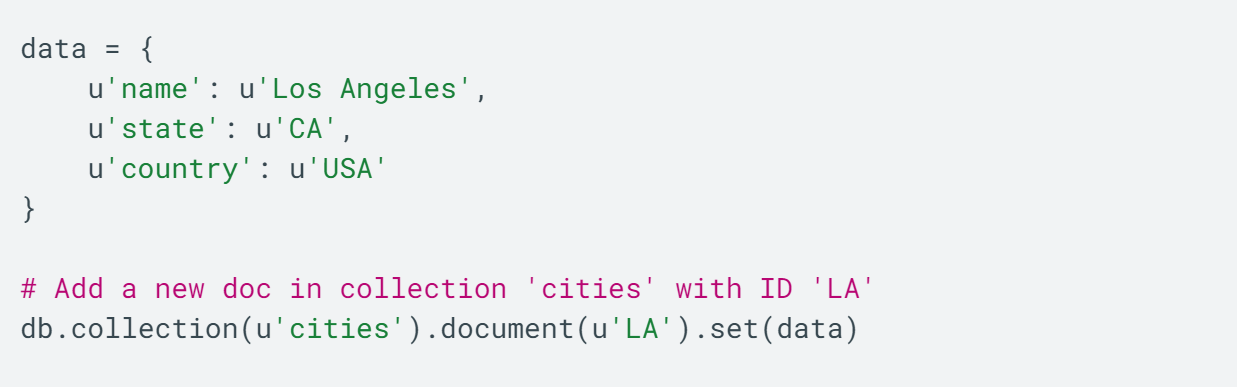 data = {
    u'name': u'Los Angeles',
    u'state': u'CA',
    u'country': u'USA'
}
# Add a new doc in collection 'cities' with ID 'LA'
db.collection(u'cities').document(u'LA').set(data)